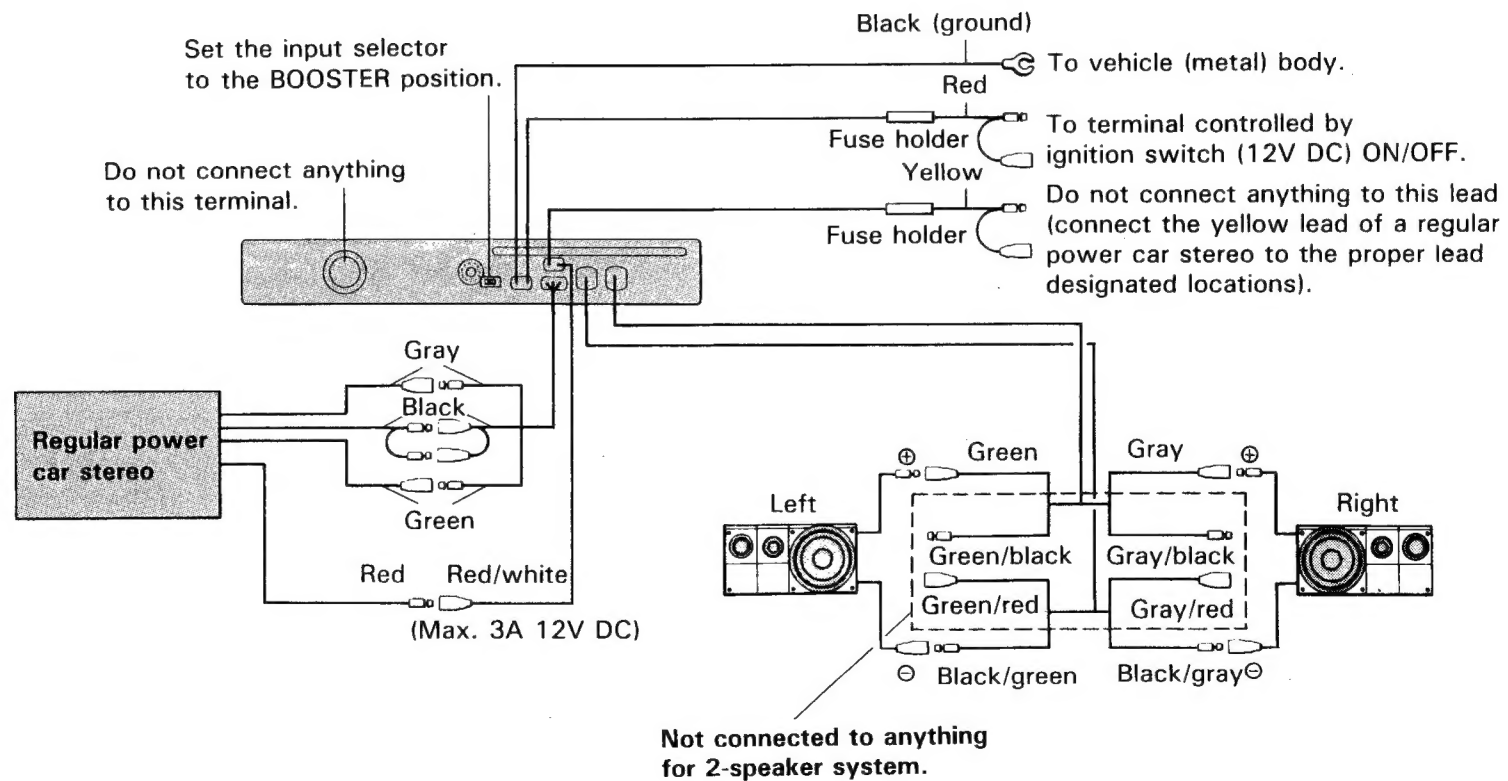 Black (ground)
Set the input selector
to the BOOSTER position.
To vehicle (metal) body.
Red
Fuse holder
To terminal controlled by
ignition switch (12V DC) ON/OFF.
Do not connect anything
to this terminal.
Yellow
Fuse holder
Do not connect anything to this lead
(connect the yellow lead of a regular
power car stereo to the proper lead
designated locations).
Gray
Black
Regular power
car stereo
Green
Red
Red/white
(Max. 3A 12V DC)
⊕
Green
Gray
⊕
Left
Right
Green/black
Gray/black
Green/red
Gray/red
⊖
Black/green
Black/gray⊖
Not connected to anything
for 2-speaker system.